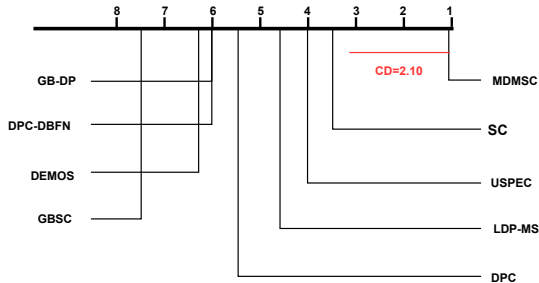 8 7 6 5 4 3 2 1
CD=2.10
GB-DP
MDMSC
DPC-DBFN
SC
DEMOS
USPEC
GBSC
LDP-MS
DPC